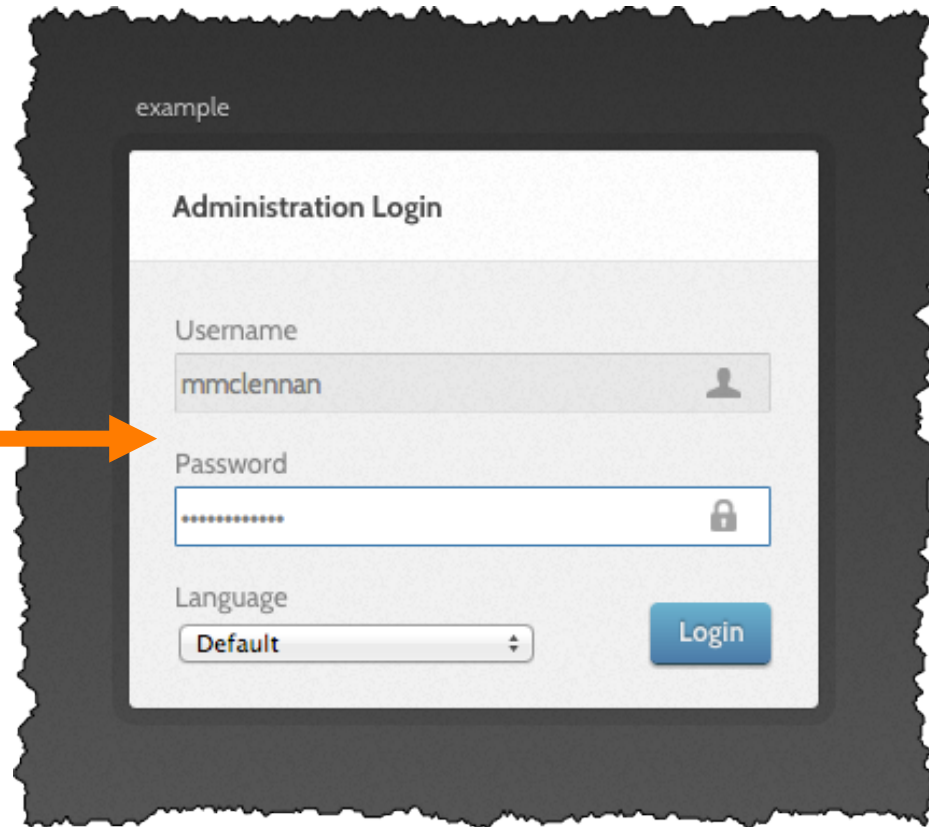 example
Administration Login
Username
mmclennan
Password
••••••••••••
Language
Default
Login